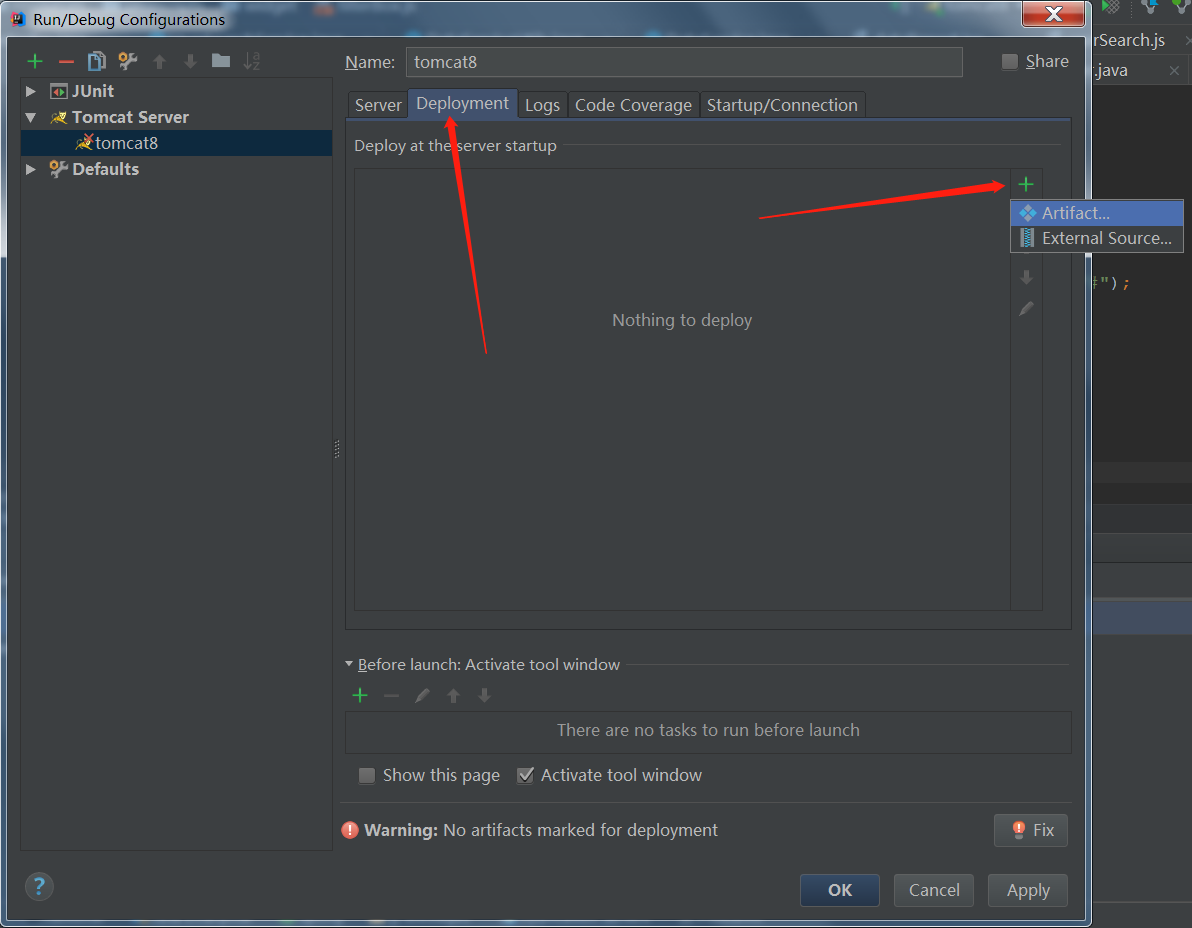 Run/Debug Configurations
rSearch.js
.java
JUnit
Tomcat Server
tomcat8
Defaults
Name: tomcat8
Share
Server Deployment Logs Code Coverage Startup/Connection
Deploy at the server startup
Artifact...
External Source...
");
Nothing to deploy
Before launch: Activate tool window
There are no tasks to run before launch
Show this page Activate tool window
Warning: No artifacts marked for deployment
Fix
?
OK Cancel Apply